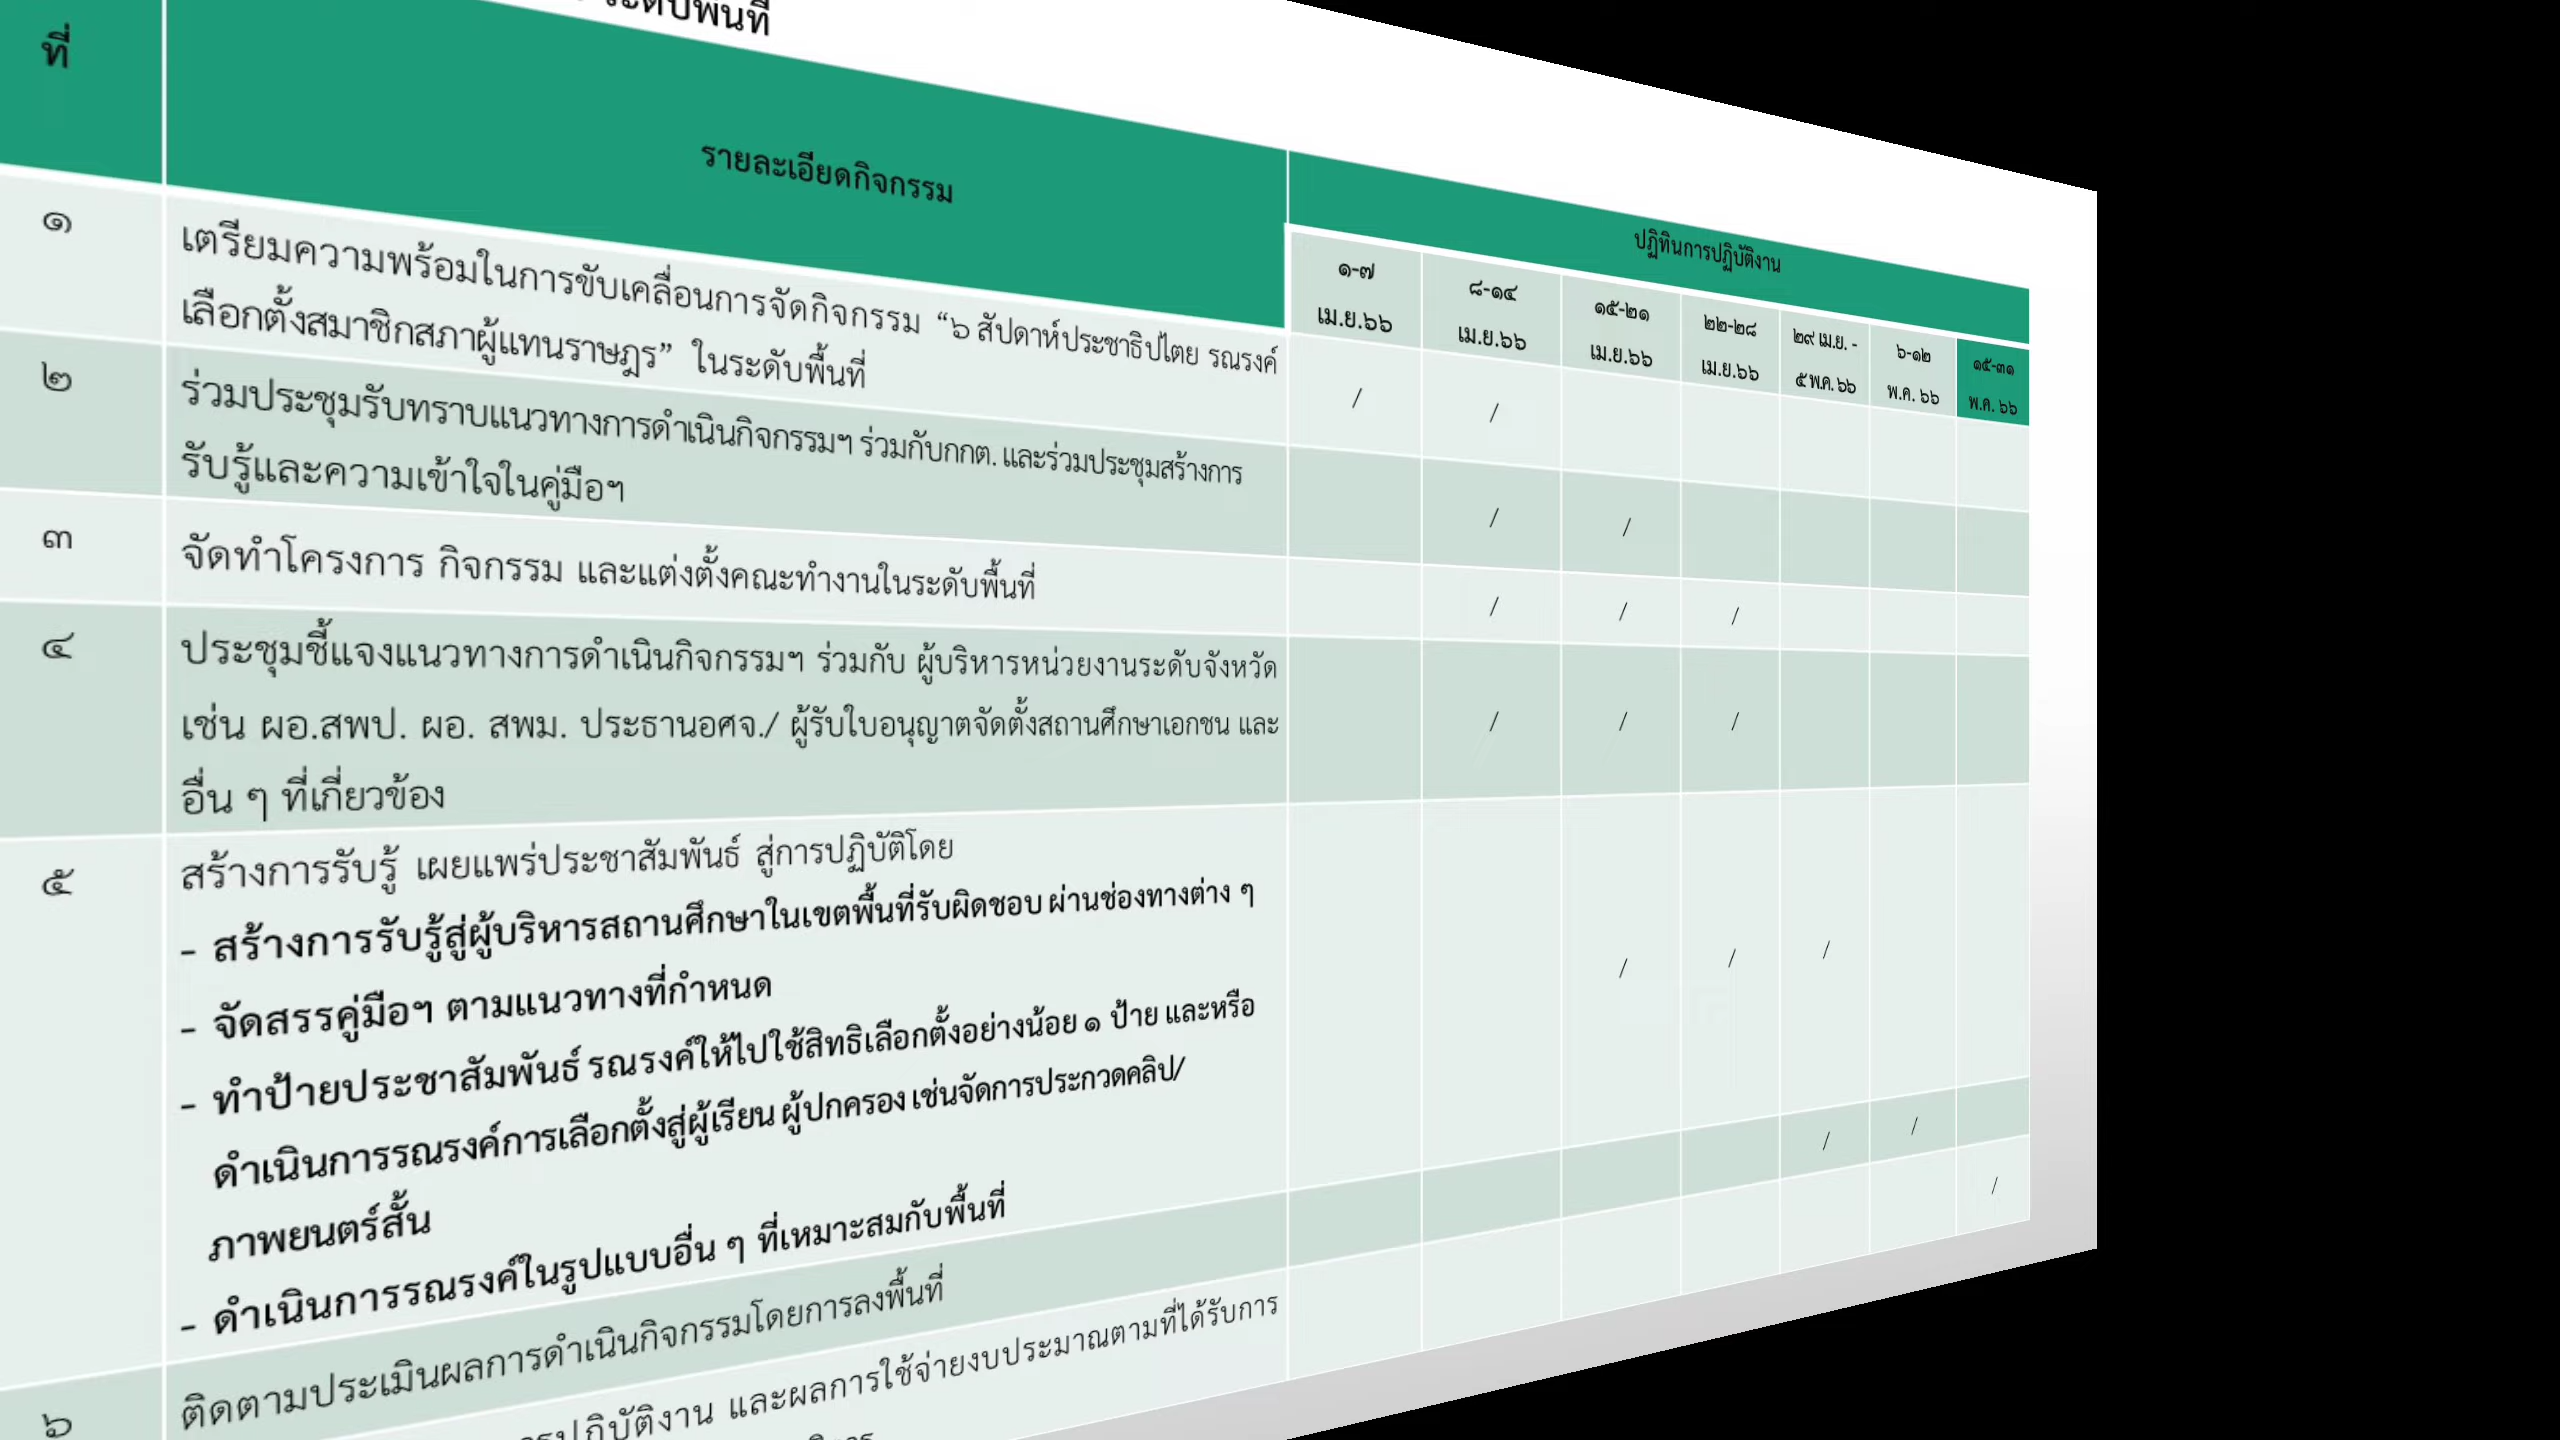 ระดับพื้นที่
ที่
รายละเอียดกิจกรรม
ปฏิทินการปฏิบัติงาน
๑-๗
เม.ย.๖๖
๘-๑๔
เม.ย.๖๖
๑๕-๒๑
เม.ย.๖๖
๒๒-๒๘
เม.ย.๖๖
๒๙ เม.ย. -
๕ พ.ค. ๖๖
๖-๑๒
พ.ค. ๖๖
๑๕-๓๑
พ.ค. ๖๖
๑
เตรียมความพร้อมในการขับเคลื่อนการจัดกิจกรรม “๖ สัปดาห์ประชาธิปไตย รณรงค์
เลือกตั้งสมาชิกสภาผู้แทนราษฎร” ในระดับพื้นที่
/ /
๒
ร่วมประชุมรับทราบแนวทางการดำเนินกิจกรรมฯ ร่วมกับกกต. และร่วมประชุมสร้างการ
รับรู้และความเข้าใจในคู่มือฯ
/ /
๓
จัดทำโครงการ กิจกรรม และแต่งตั้งคณะทำงานในระดับพื้นที่
/ / /
๔
ประชุมชี้แจงแนวทางการดำเนินกิจกรรมฯ ร่วมกับ ผู้บริหารหน่วยงานระดับจังหวัด
เช่น ผอ.สพป. ผอ. สพม. ประธานอศจ./ ผู้รับใบอนุญาตจัดตั้งสถานศึกษาเอกชน และ
อื่น ๆ ที่เกี่ยวข้อง
/ / /
๕
สร้างการรับรู้ เผยแพร่ประชาสัมพันธ์ สู่การปฏิบัติโดย
- สร้างการรับรู้สู่ผู้บริหารสถานศึกษาในเขตพื้นที่รับผิดชอบ ผ่านช่องทางต่าง ๆ
- จัดสรรคู่มือฯ ตามแนวทางที่กำหนด
- ทำป้ายประชาสัมพันธ์ รณรงค์ให้ไปใช้สิทธิเลือกตั้งอย่างน้อย ๑ ป้าย และหรือ
ดำเนินการรณรงค์การเลือกตั้งสู่ผู้เรียน ผู้ปกครอง เช่นจัดการประกวดคลิป/
ภาพยนตร์สั้น
- ดำเนินการรณรงค์ในรูปแบบอื่น ๆ ที่เหมาะสมกับพื้นที่
/ / /
๖
ติดตามประเมินผลการดำเนินกิจกรรมโดยการลงพื้นที่
/ /
ปฏิบัติงาน และผลการใช้จ่ายงบประมาณตามที่ได้รับการ
/